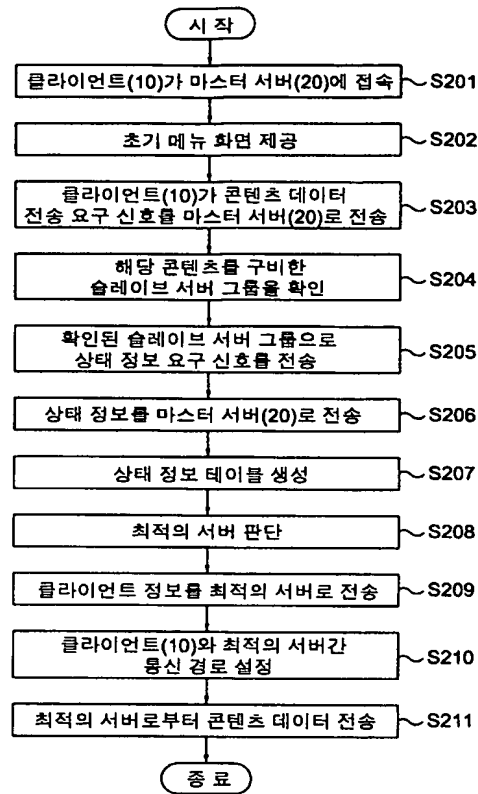 시 작
클라이언트(10)가 마스터 서버(20)에 접속
S201
초기 메뉴 화면 제공
S202
클라이언트(10)가 콘텐츠 데이터
전송 요구 신호를 마스터 서버(20)로 전송
S203
해당 콘텐츠를 구비한
슬레이브 서버 그룹을 확인
S204
확인된 슬레이브 서버 그룹으로
상태 정보 요구 신호를 전송
S205
상태 정보를 마스터 서버(20)로 전송
S206
상태 정보 테이블 생성
S207
최적의 서버 판단
S208
클라이언트 정보를 최적의 서버로 전송
S209
클라이언트(10)와 최적의 서버간
통신 경로 설정
S210
최적의 서버로부터 콘텐츠 데이터 전송
S211
종 료